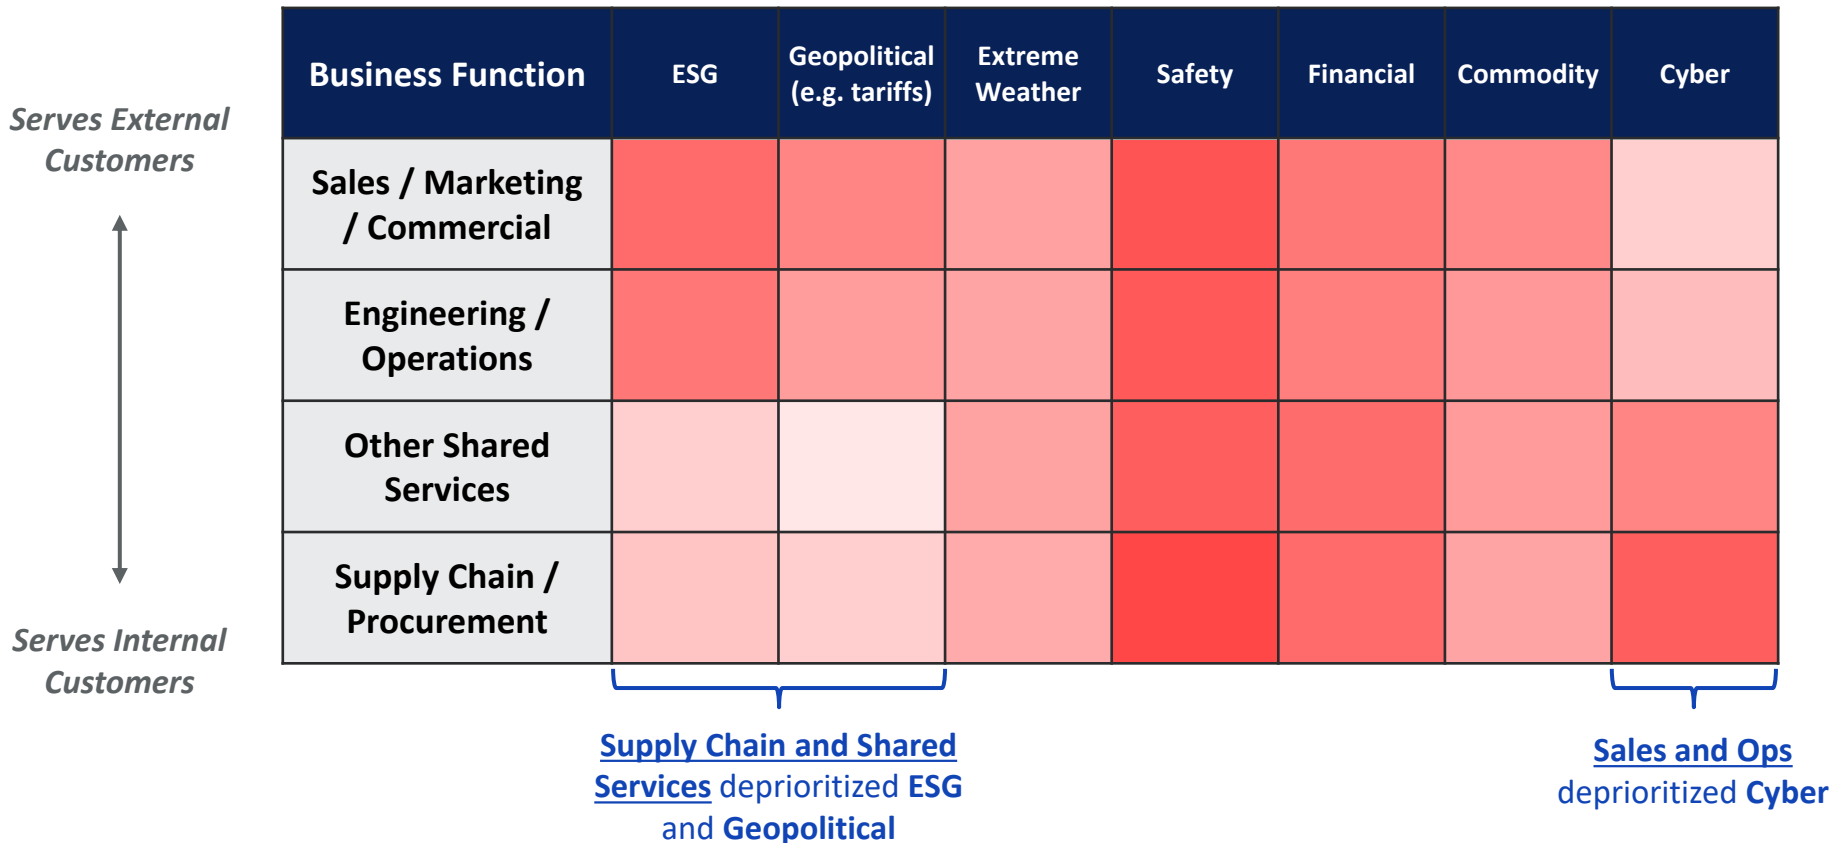 Business Function
ESG
Geopolitical
(e.g. tariffs)
Extreme
Weather
Safety
Financial
Commodity
Cyber
Serves External
Customers
Sales / Marketing
/ Commercial
Engineering /
Operations
Other Shared
Services
Supply Chain /
Procurement
Serves Internal
Customers
Supply Chain and Shared
Services deprioritized ESG
and Geopolitical
Sales and Ops
deprioritized Cyber